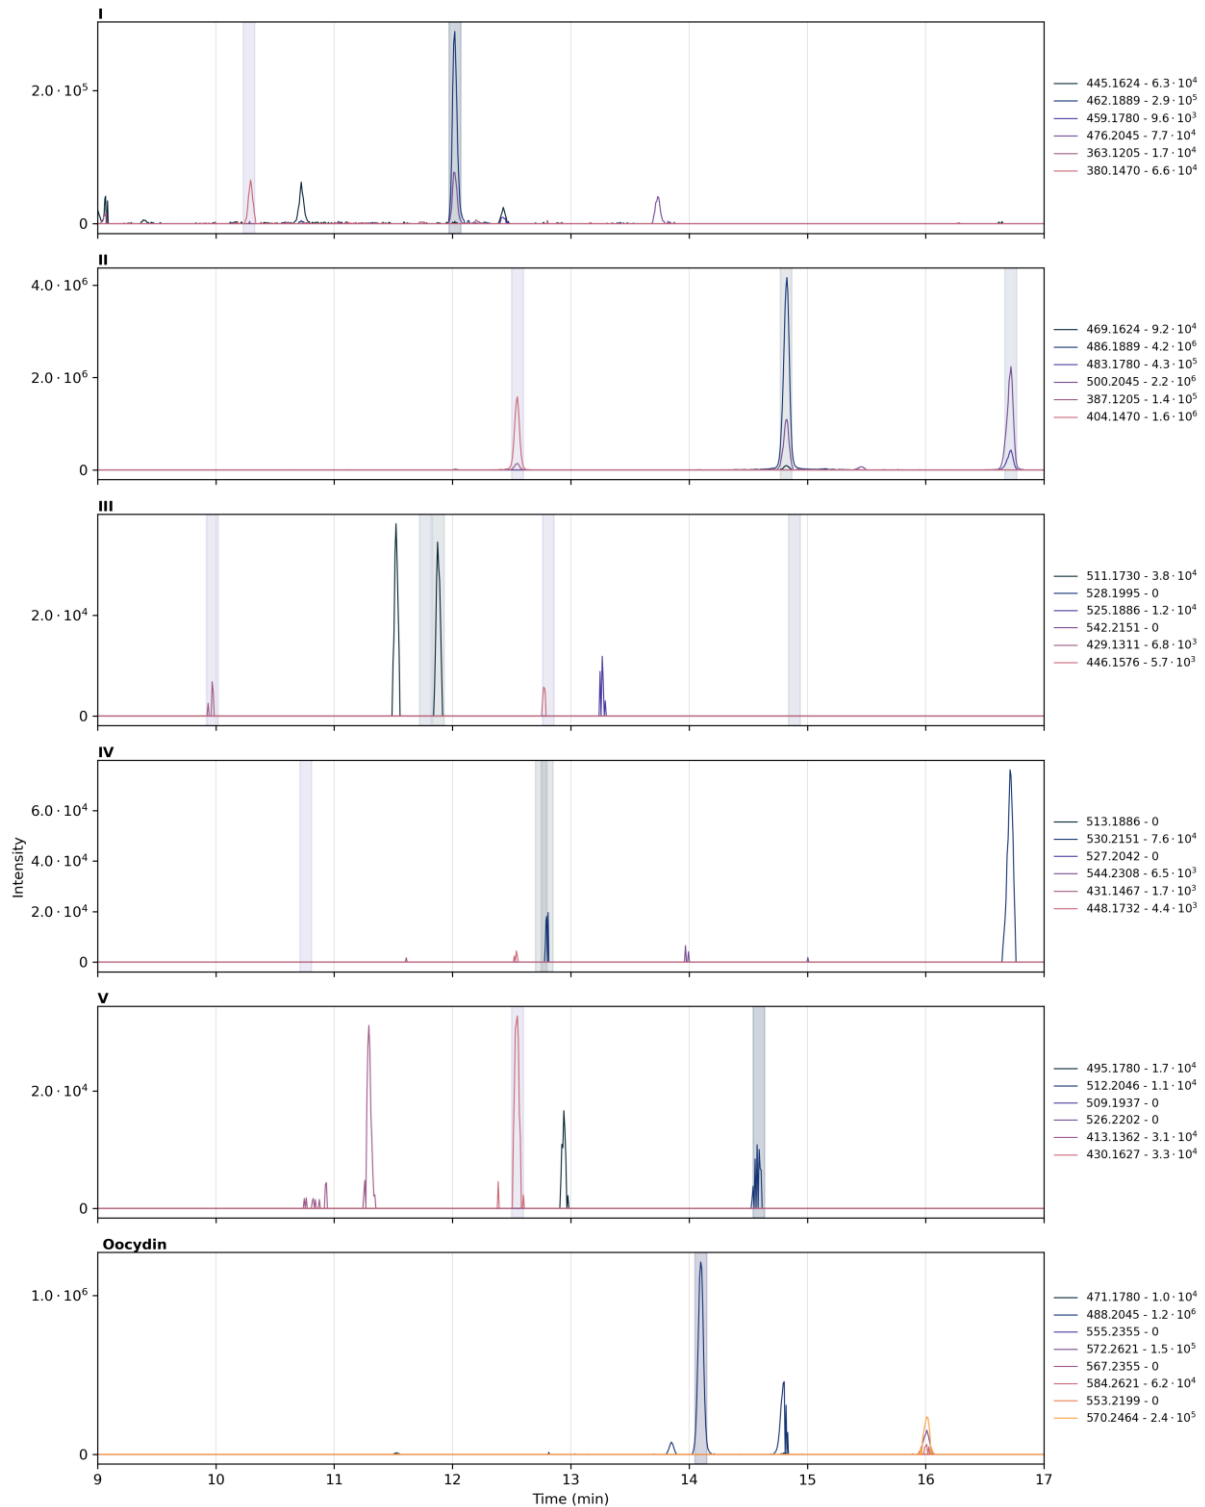 I
2.0 · 10⁵
0
445.1624 - 6.3 · 10⁴
462.1889 - 2.9 · 10⁵
459.1780 - 9.6 · 10³
476.2045 - 7.7 · 10⁴
363.1205 - 1.7 · 10⁴
380.1470 - 6.6 · 10⁴
9
10
11
12
13
14
15
16
17
II
4.0 · 10⁶
2.0 · 10⁶
0
469.1624 - 9.2 · 10⁴
486.1889 - 4.2 · 10⁶
483.1780 - 4.3 · 10⁵
500.2045 - 2.2 · 10⁶
387.1205 - 1.4 · 10⁵
404.1470 - 1.6 · 10⁶
III
2.0 · 10⁴
0
511.1730 - 3.8 · 10⁴
528.1995 - 0
525.1886 - 1.2 · 10⁴
542.2151 - 0
429.1311 - 6.8 · 10³
446.1576 - 5.7 · 10³
IV
6.0 · 10⁴
4.0 · 10⁴
2.0 · 10⁴
0
Intensity
513.1886 - 0
530.2151 - 7.6 · 10⁴
527.2042 - 0
544.2308 - 6.5 · 10³
431.1467 - 1.7 · 10³
448.1732 - 4.4 · 10³
V
2.0 · 10⁴
0
495.1780 - 1.7 · 10⁴
512.2046 - 1.1 · 10⁴
509.1937 - 0
526.2202 - 0
413.1362 - 3.1 · 10⁴
430.1627 - 3.3 · 10⁴
Oocydin
1.0 · 10⁶
0
471.1780 - 1.0 · 10⁴
488.2045 - 1.2 · 10⁶
555.2355 - 0
572.2621 - 1.5 · 10⁵
567.2355 - 0
584.2621 - 6.2 · 10⁴
553.2199 - 0
570.2464 - 2.4 · 10⁵
9 10 11 12 13 14 15 16 17
Time (min)